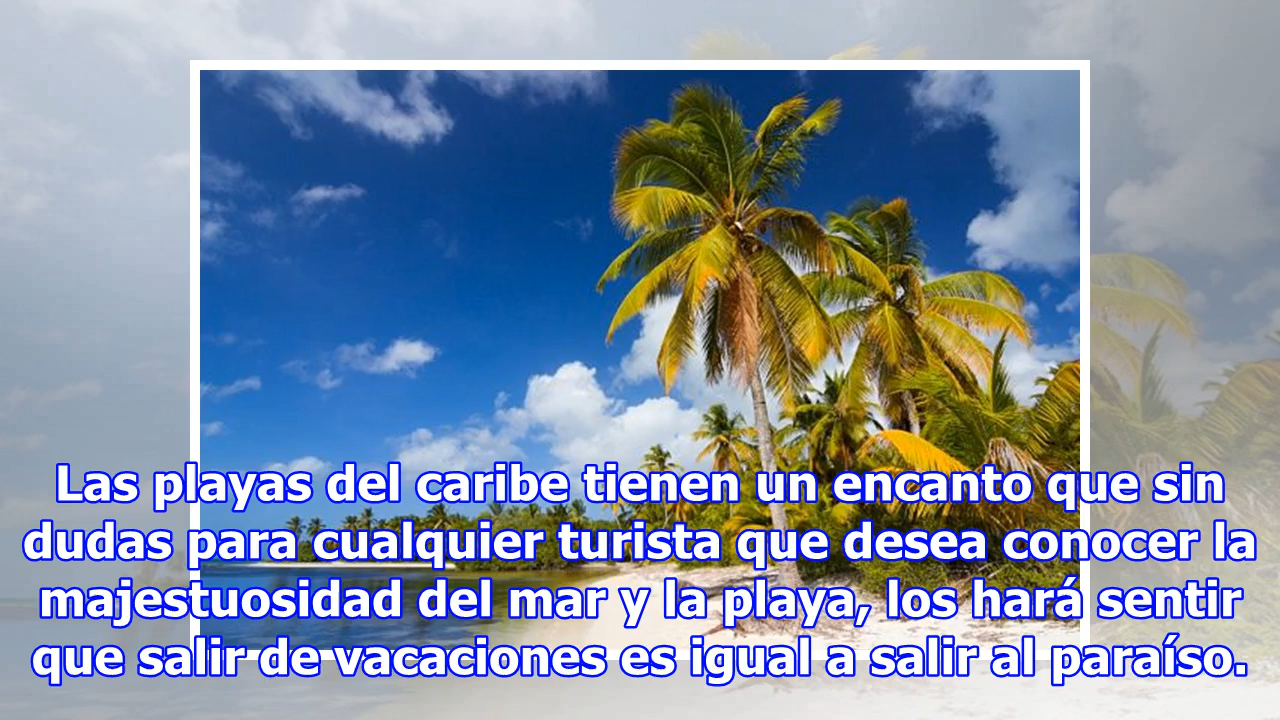 Las playas del caribe tienen un encanto que sin
dudas para cualquier turista que desea conocer la
majestuosidad del mar y la playa, los hará sentir
que salir de vacaciones es igual a salir al paraíso.